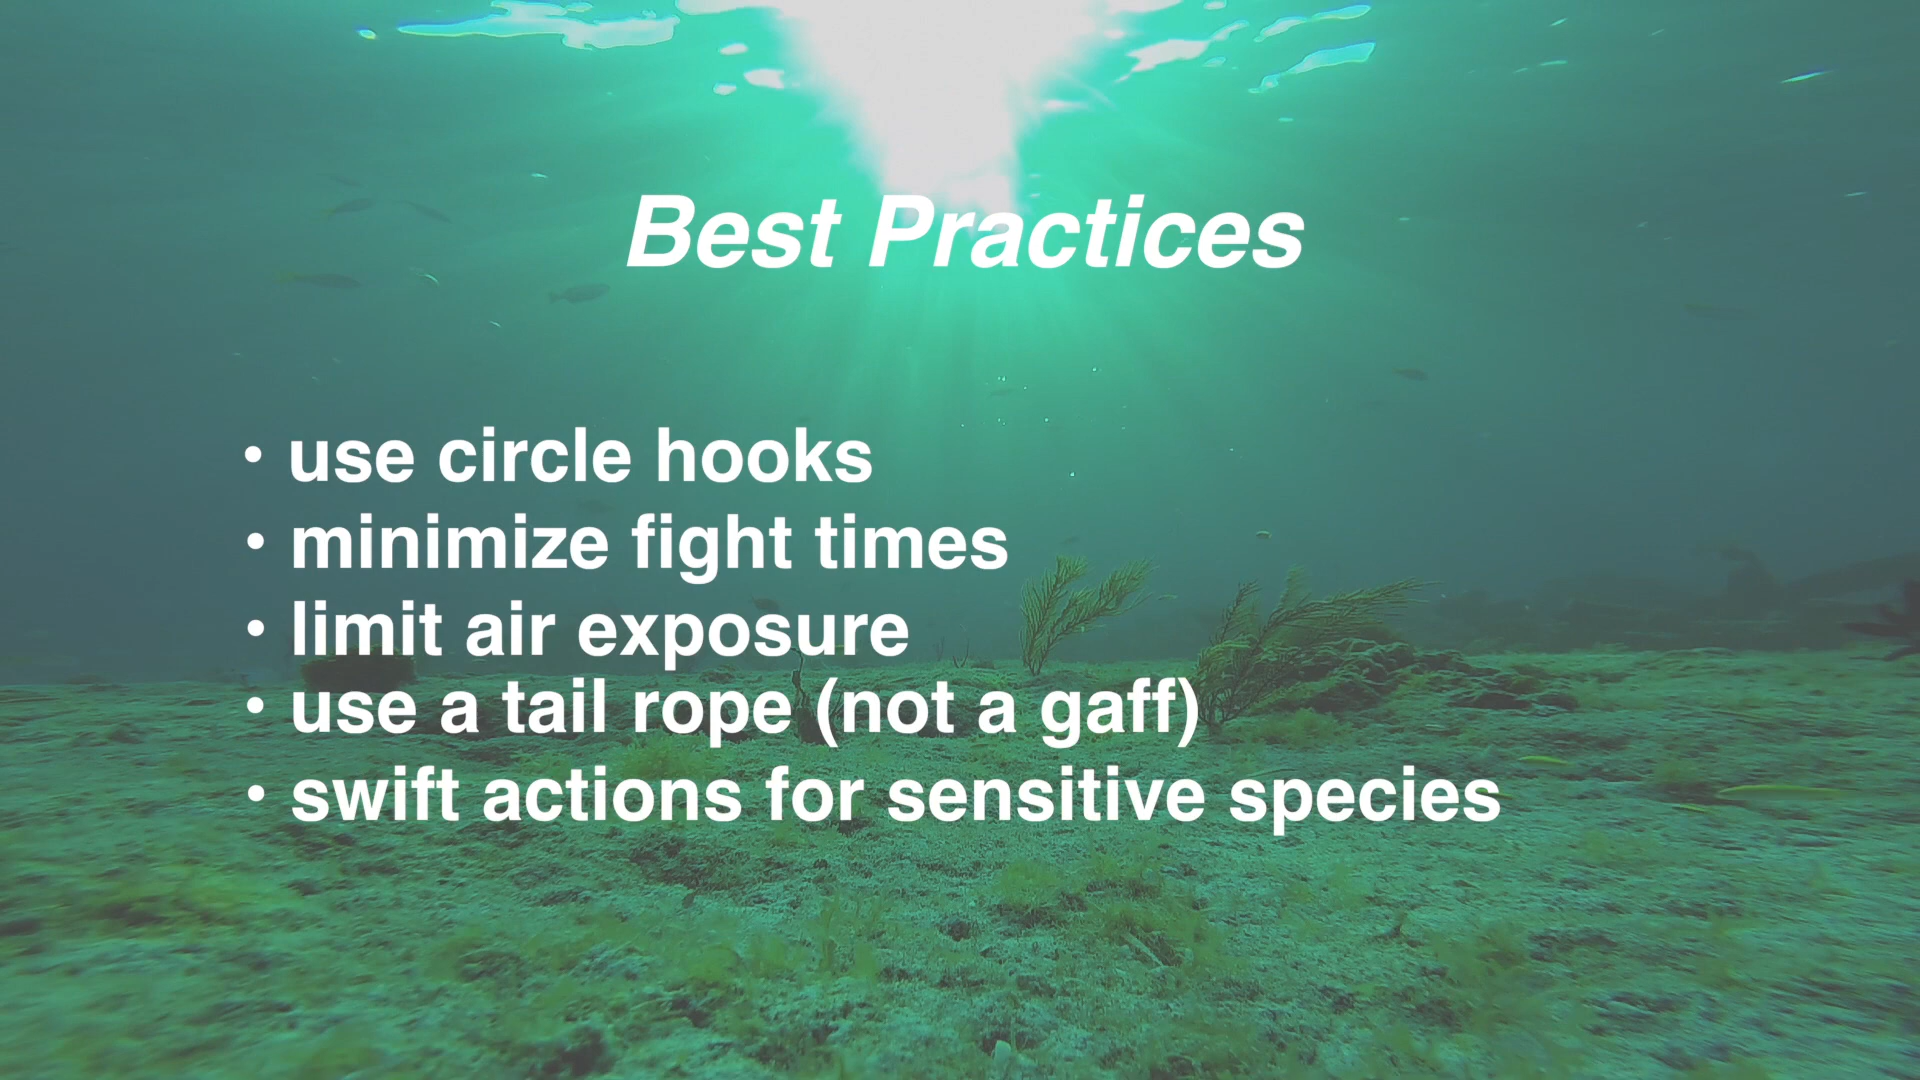 Best Practices
• use circle hooks
• minimize fight times
• limit air exposure
• use a tail rope (not a gaff)
• swift actions for sensitive species